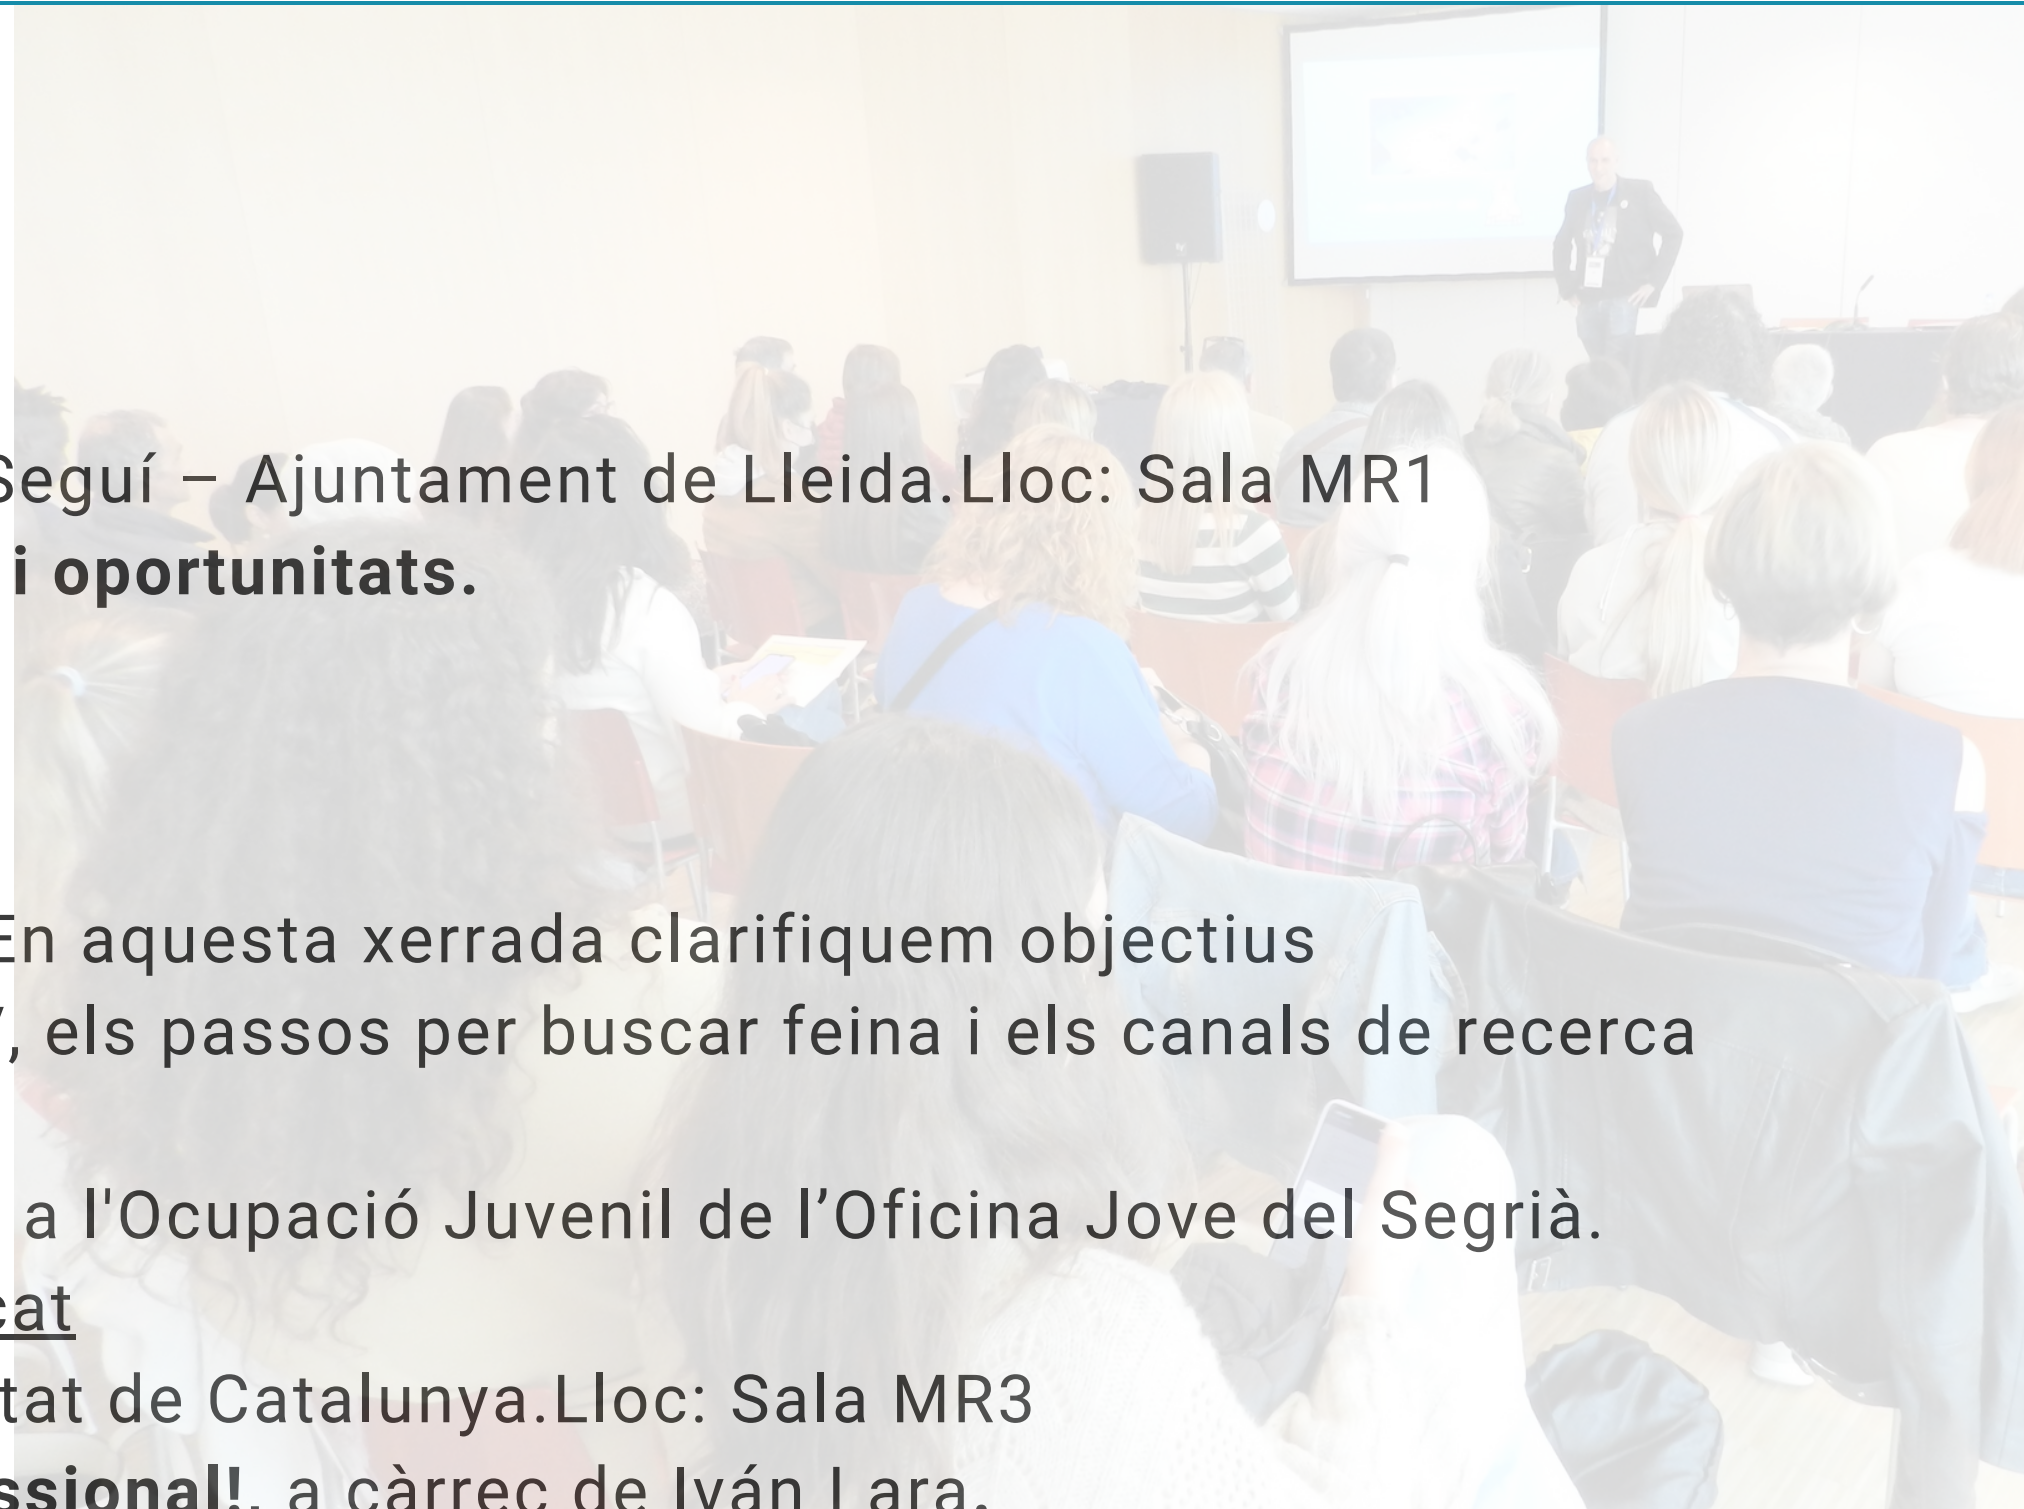 Seguí – Ajuntament de Lleida.Lloc: Sala MR1
i oportunitats.
En aquesta xerrada clarifiquem objectius
, els passos per buscar feina i els canals de recerca
a l'Ocupació Juvenil de l’Oficina Jove del Segrià.
cat
tat de Catalunya.Lloc: Sala MR3
ssional!, a càrrec de Iván Lara.